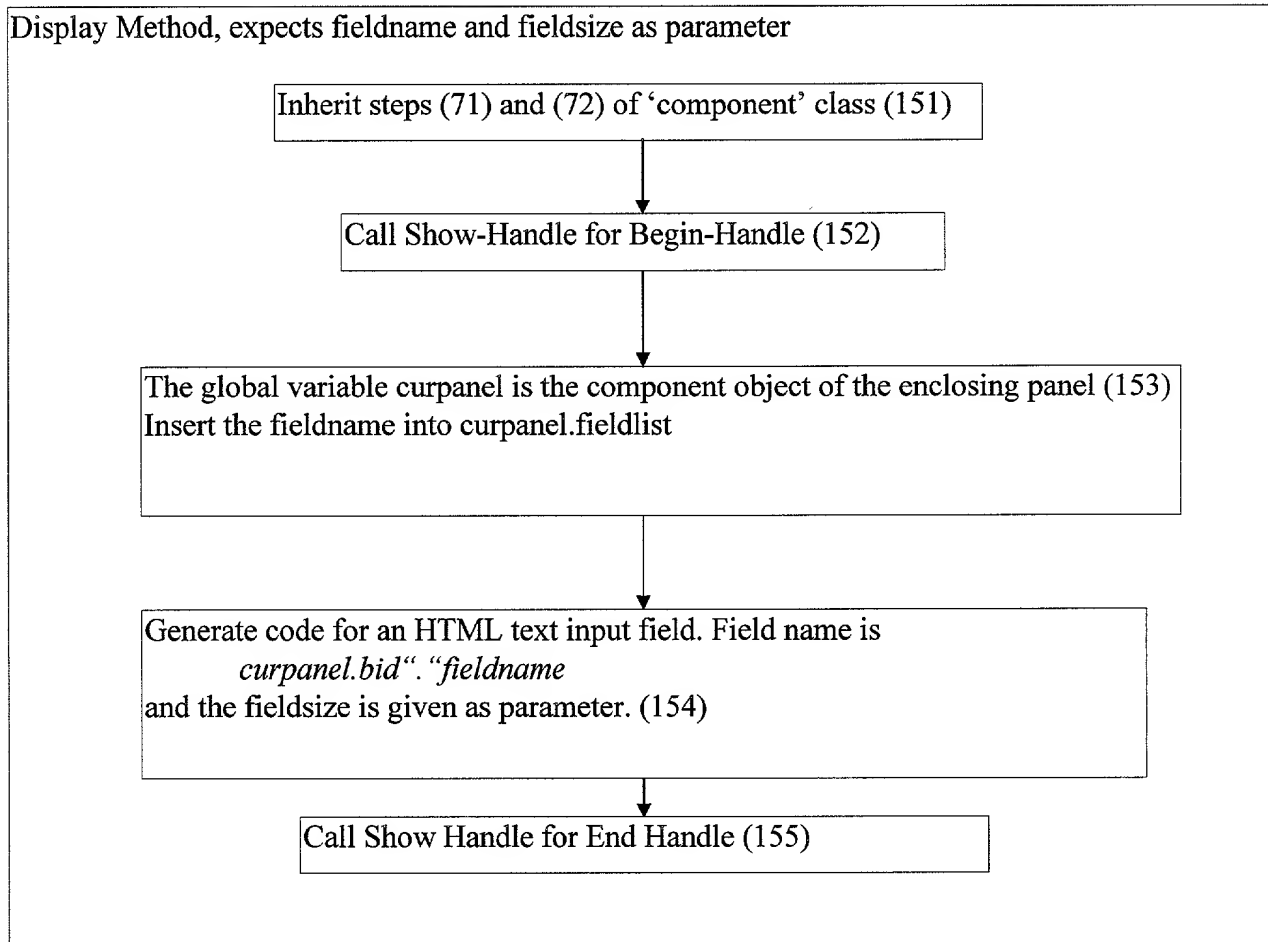 Display Method, expects fieldname and fieldsize as parameter
Inherit steps (71) and (72) of ‘component’ class (151)
Call Show-Handle for Begin-Handle (152)
The global variable curpanel is the component object of the enclosing panel (153)
Insert the fieldname into curpanel.fieldlist
Generate code for an HTML text input field. Field name is
curpanel.bid“.“fieldname
and the fieldsize is given as parameter. (154)
Call Show Handle for End Handle (155)